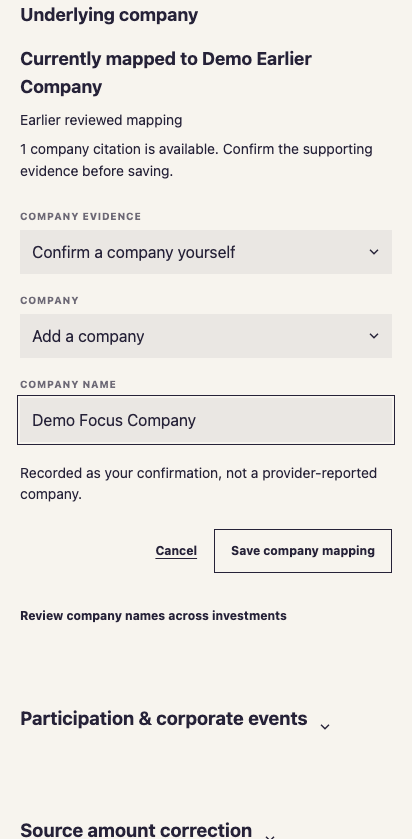 Underlying company
Currently mapped to Demo Earlier
Company
Earlier reviewed mapping
1 company citation is available. Confirm the supporting
evidence before saving.
COMPANY EVIDENCE
Confirm a company yourself
COMPANY
Add a company
COMPANY NAME
Demo Focus Company
Recorded as your confirmation, not a provider-reported
company.
Cancel
Save company mapping
Review company names across investments
Participation & corporate events
Source amount correction